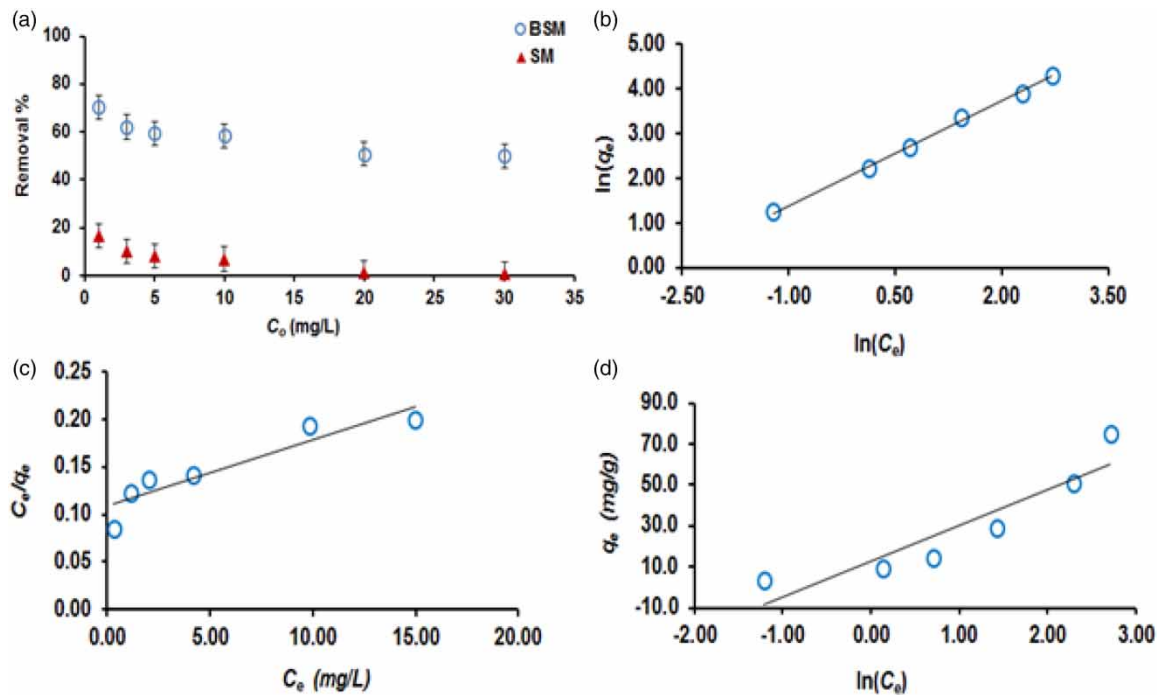 (a)
BSM
SM
100
80
60
40
20
0
Removal %
0 5 10 15 20 25 30 35
Co (mg/L)
(b)
5.00
4.00
3.00
2.00
1.00
0.00
ln(qe)
-2.50 -1.00 0.50 2.00 3.50
ln(Ce)
(c)
0.25
0.20
0.15
0.10
0.05
0.00
Ce/qe
0.00 5.00 10.00 15.00 20.00
Ce (mg/L)
(d)
90.0
70.0
50.0
30.0
10.0
-10.0
qe (mg/g)
-2.00 -1.00 0.00 1.00 2.00 3.00
ln(Ce)